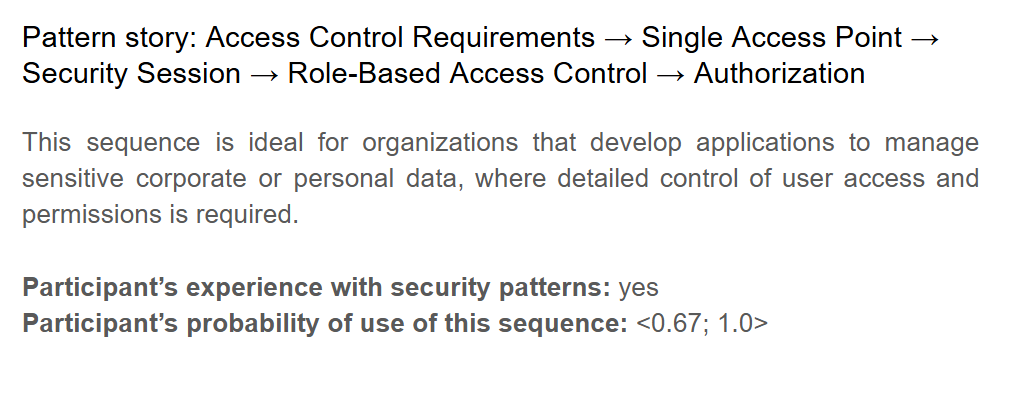 Pattern story: Access Control Requirements → Single Access Point →
Security Session → Role-Based Access Control → Authorization
This sequence is ideal for organizations that develop applications to manage
sensitive corporate or personal data, where detailed control of user access and
permissions is required.
Participant’s experience with security patterns: yes
Participant’s probability of use of this sequence: <0.67; 1.0>